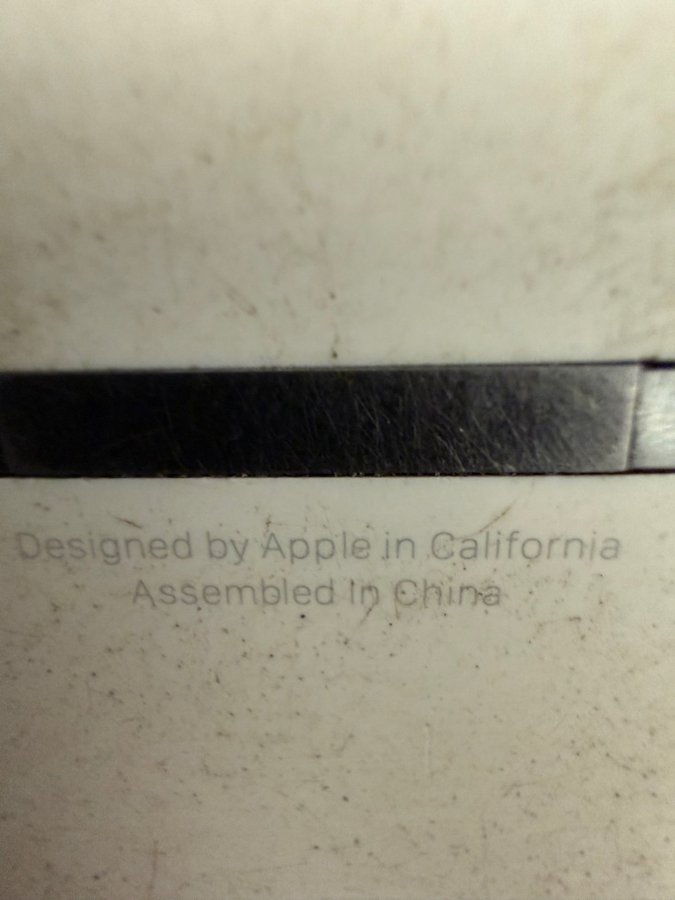 Designed by Apple in California
Assembled in China